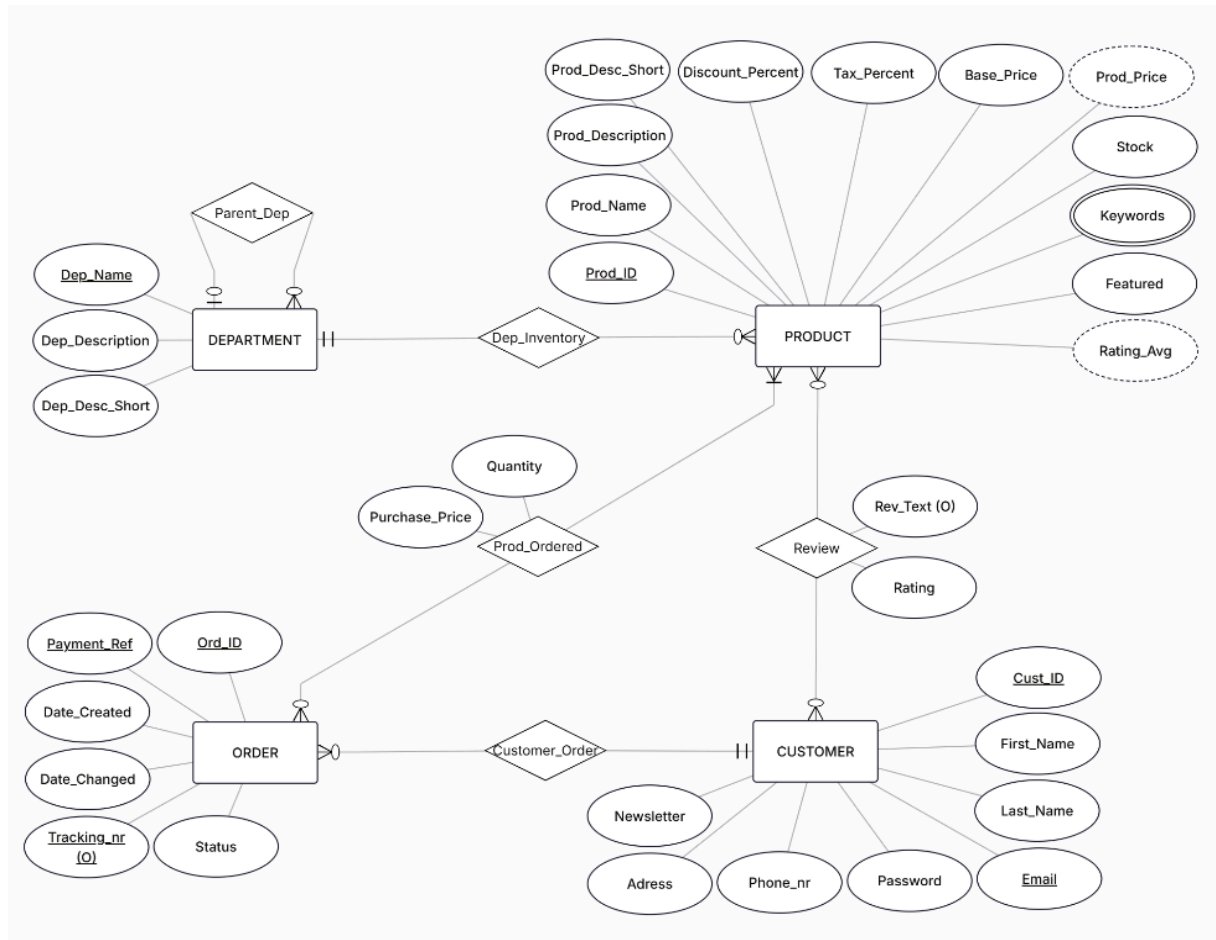 Prod_Desc_Short
Discount_Percent
Tax_Percent
Base_Price
Prod_Price
Prod_Description
Stock
Prod_Name
Keywords
Parent_Dep
Prod_ID
Featured
Dep_Name
Dep_Description
DEPARTMENT
Dep_Inventory
PRODUCT
Rating_Avg
Dep_Desc_Short
Quantity
Purchase_Price
Rev_Text (O)
Prod_Ordered
Review
Rating
Payment_Ref
Ord_ID
Cust_ID
Date_Created
ORDER
Customer_Order
CUSTOMER
First_Name
Date_Changed
Last_Name
Newsletter
Tracking_nr
(O)
Status
Adress
Phone_nr
Password
Email